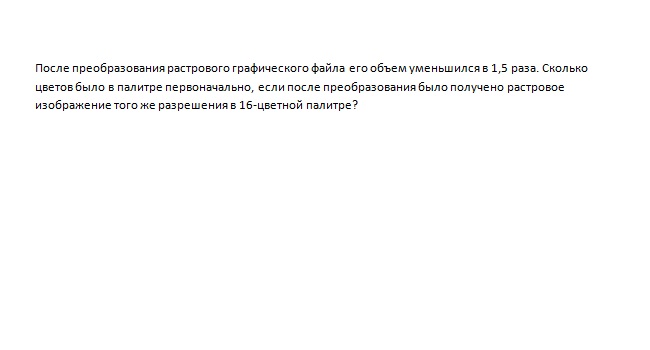 После преобразования растрового графического файла его объем уменьшился в 1,5 раза. Сколько
цветов было в палитре первоначально, если после преобразования было получено растровое
изображение того же разрешения в 16-цветной палитре?